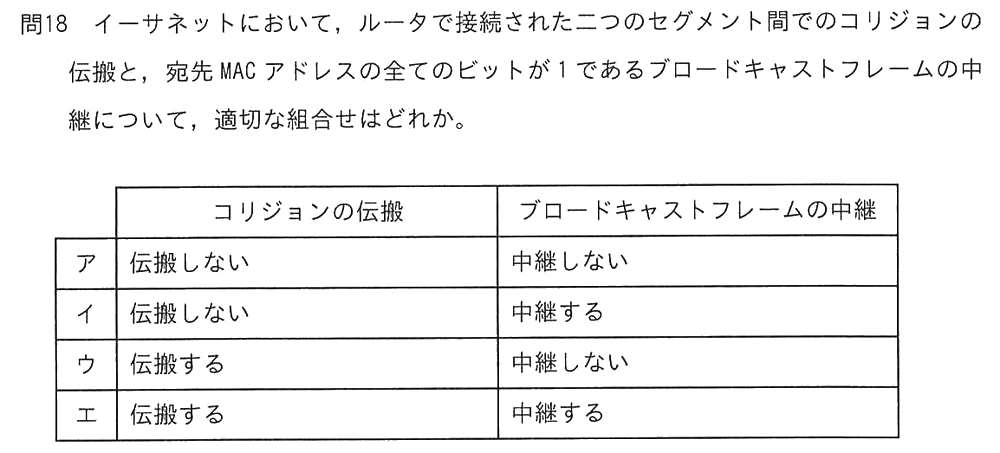 問18　イーサネットにおいて，ルータで接続された二つのセグメント間でのコリジョンの
伝搬と，宛先MACアドレスの全てのビットが1であるブロードキャストフレームの中
継について，適切な組合せはどれか。
コリジョンの伝搬　ブロードキャストフレームの中継
ア　伝搬しない　中継しない
イ　伝搬しない　中継する
ウ　伝搬する　中継しない
エ　伝搬する　中継する